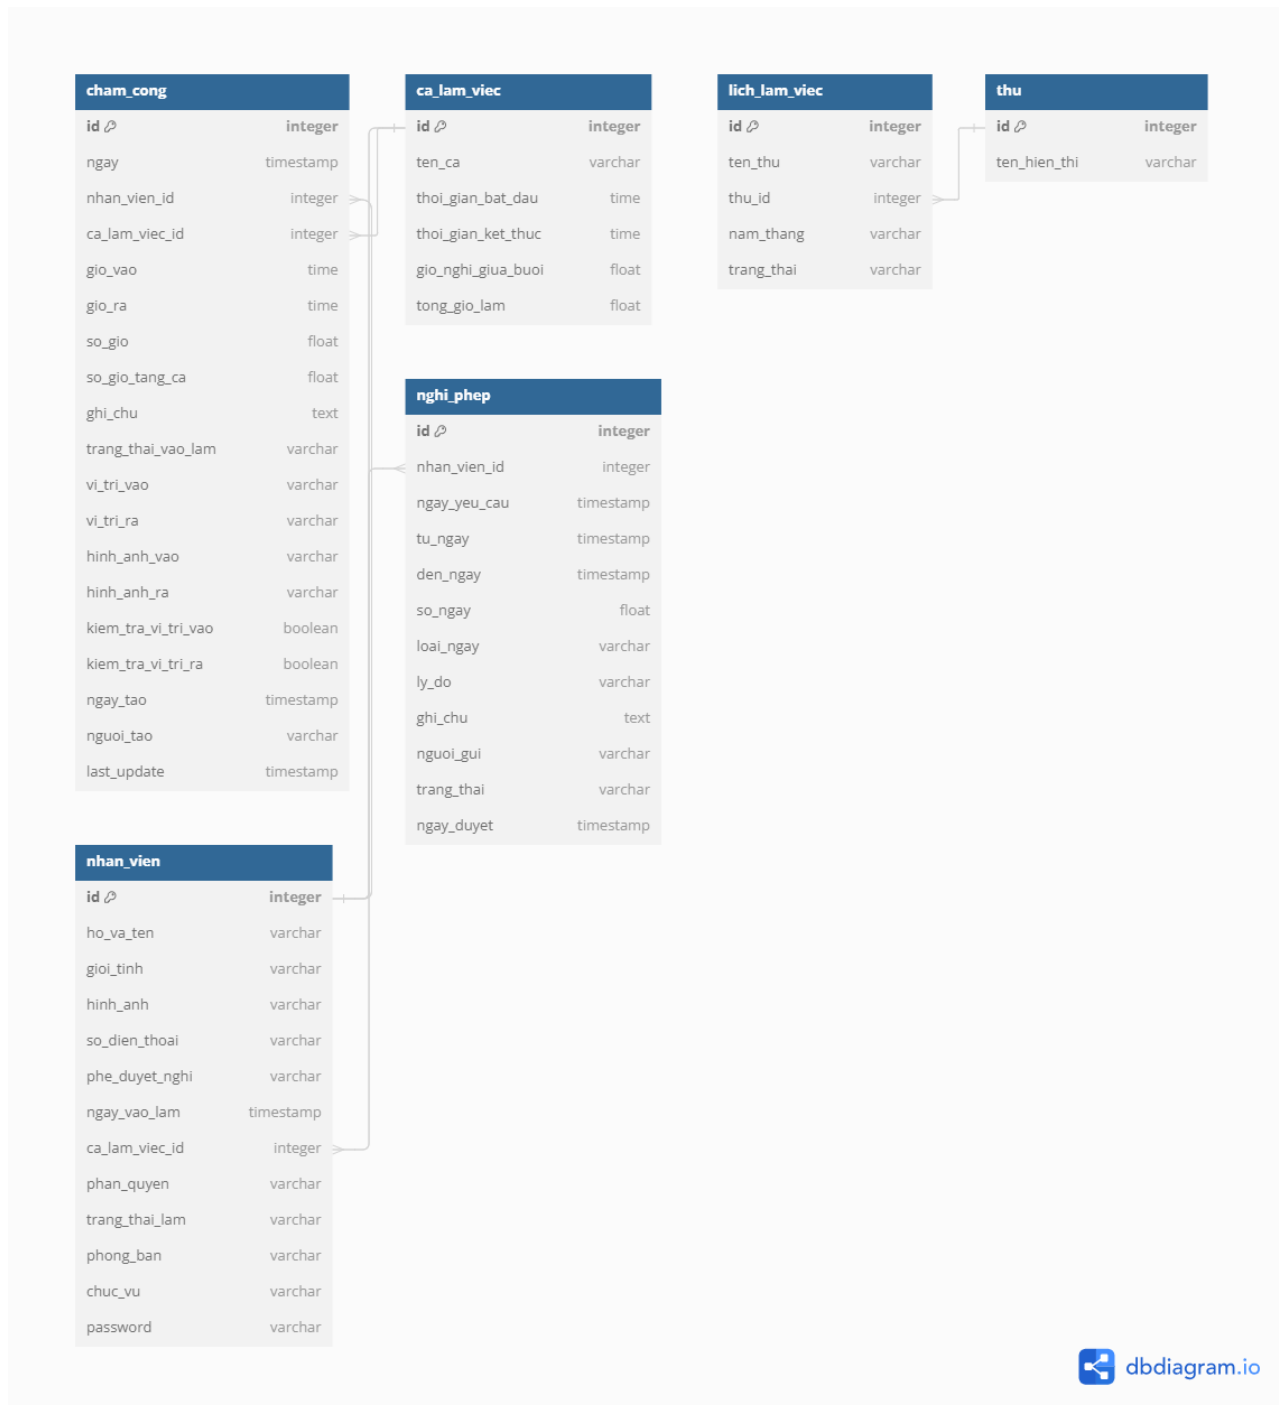 cham_cong
id integer
ngay timestamp
nhan_vien_id integer
ca_lam_viec_id integer
gio_vao time
gio_ra time
so_gio float
so_gio_tang_ca float
ghi_chu text
trang_thai_vao_lam varchar
vi_tri_vao varchar
vi_tri_ra varchar
hinh_anh_vao varchar
hinh_anh_ra varchar
kiem_tra_vi_tri_vao boolean
kiem_tra_vi_tri_ra boolean
ngay_tao timestamp
nguoi_tao varchar
last_update timestamp
ca_lam_viec
id integer
ten_ca varchar
thoi_gian_bat_dau time
thoi_gian_ket_thuc time
gio_nghi_giua_buoi float
tong_gio_lam float
lich_lam_viec
id integer
ten_thu varchar
thu_id integer
nam_thang varchar
trang_thai varchar
thu
id integer
ten_hien_thi varchar
nghi_phep
id integer
nhan_vien_id integer
ngay_yeu_cau timestamp
tu_ngay timestamp
den_ngay timestamp
so_ngay float
loai_ngay varchar
ly_do varchar
ghi_chu text
nguoi_gui varchar
trang_thai varchar
ngay_duyet timestamp
nhan_vien
id integer
ho_va_ten varchar
gioi_tinh varchar
hinh_anh varchar
so_dien_thoai varchar
phe_duyet_nghi varchar
ngay_vao_lam timestamp
ca_lam_viec_id integer
phan_quyen varchar
trang_thai_lam varchar
phong_ban varchar
chuc_vu varchar
password varchar
dbdiagram.io